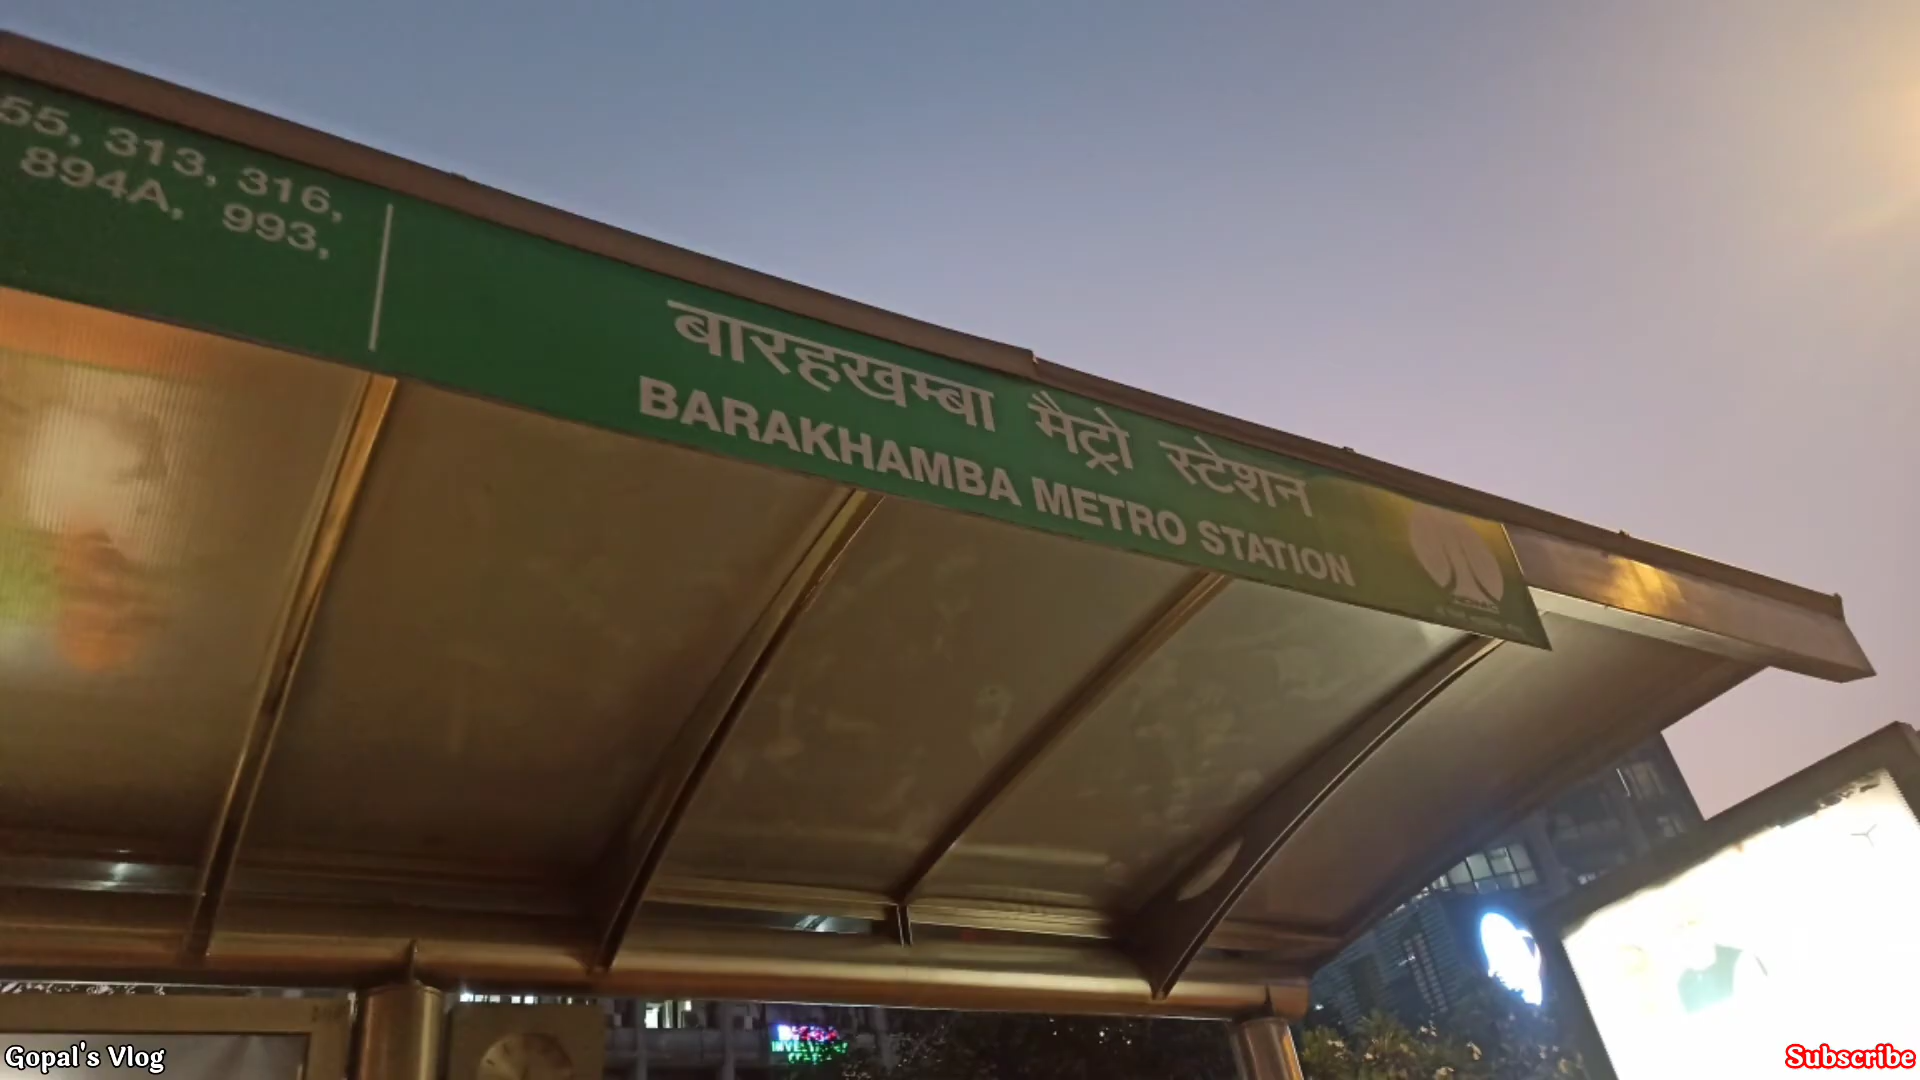 55, 313, 316,
894A, 993,
बारहखम्बा मैट्रो स्टेशन
BARAKHAMBA METRO STATION
Gopal's Vlog
Subscribe